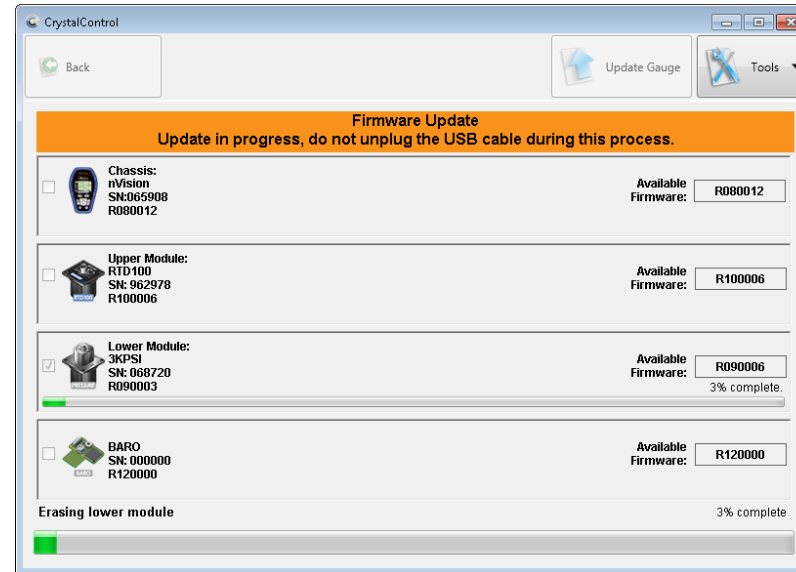 CrystalControl
Back
Update Gauge
Tools
Firmware Update
Update in progress, do not unplug the USB cable during this process.
Chassis:
nVision
SN:065908
R080012
Available
Firmware:
R080012
Upper Module:
RTD100
SN: 962978
R100006
RTD100
Available
Firmware:
R100006
Lower Module:
3KPSI
SN: 068720
R090003
PRESSURE
Available
Firmware:
R090006
3% complete.
BARO
SN: 000000
R120000
BARO
Available
Firmware:
R120000
Erasing lower module
3% complete